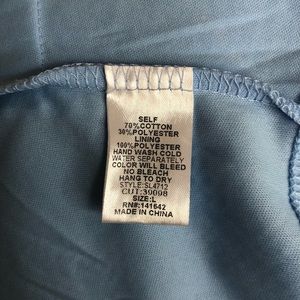 SELF
70%COTTON
30%POLYESTER
LINING
100%POLYESTER
HAND WASH COLD
WATER SEPARATELY
COLOR WILL BLEED
NO BLEACH
HANG TO DRY
STYLE:SL4712
CUT:39098
SIZE:L
RN#:141642
MADE IN CHINA